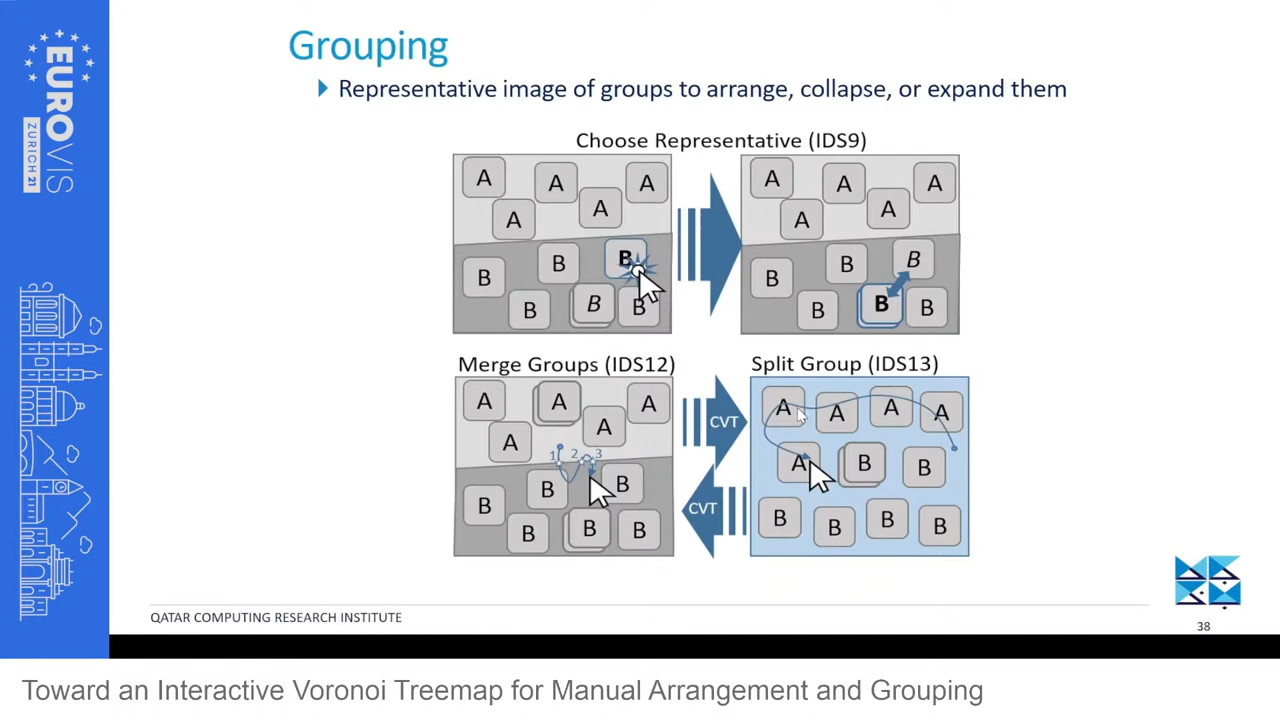 EUROVIS
ZURICH 21
Grouping
Representative image of groups to arrange, collapse, or expand them
Choose Representative (IDS9)
A A A
A A
B B B
B B B
A A A
A A
B B B
B B B
Merge Groups (IDS12)
A A A
A A
1 2 3
B B B
B B B
CVT
CVT
Split Group (IDS13)
A A A A
A B B
B B B B
QATAR COMPUTING RESEARCH INSTITUTE
38
Toward an Interactive Voronoi Treemap for Manual Arrangement and Grouping